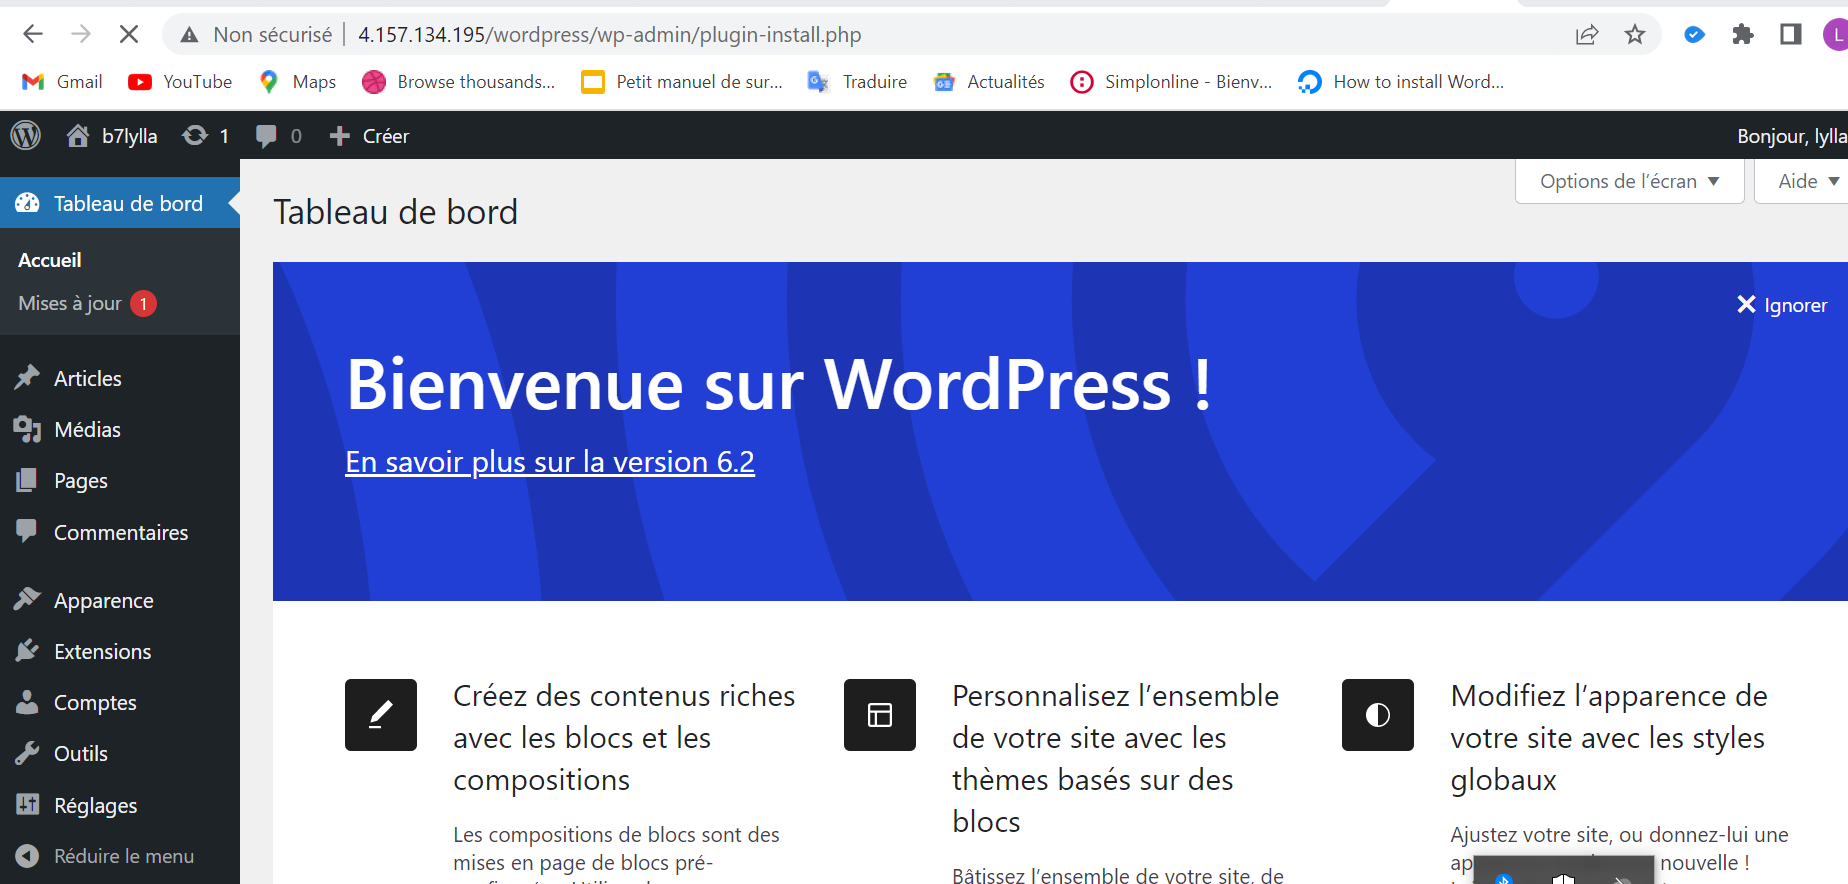 Non sécurisé 4.157.134.195/wordpress/wp-admin/plugin-install.php L
Gmail YouTube Maps Browse thousands... Petit manuel de sur... Traduire Actualités Simplonline - Bienv... How to install Word...
b7lylla 1 0 Créer Bonjour, lylla
Options de l’écran Aide
Tableau de bord
Accueil
Mises à jour 1
Articles
Médias
Pages
Commentaires
Apparence
Extensions
Comptes
Outils
Réglages
Réduire le menu
Tableau de bord
Ignorer
Bienvenue sur WordPress !
En savoir plus sur la version 6.2
Créez des contenus riches
avec les blocs et les
compositions
Les compositions de blocs sont des
mises en page de blocs pré-
Personnalisez l’ensemble
de votre site avec les
thèmes basés sur des
blocs
Bâtissez l’ensemble de votre site, de
Modifiez l’apparence de
votre site avec les styles
globaux
Ajustez votre site, ou donnez-lui une
nouvelle !